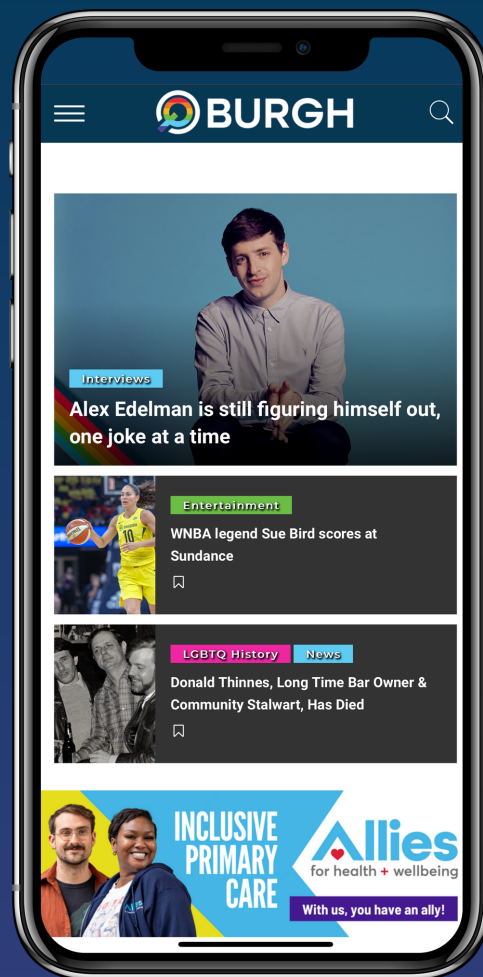 QBURGH
Interviews
Alex Edelman is still figuring himself out,
one joke at a time
10
Entertainment
WNBA legend Sue Bird scores at
Sundance
LGBTQ History News
Donald Thinnes, Long Time Bar Owner &
Community Stalwart, Has Died
INCLUSIVE
PRIMARY
CARE
Allies
for health + wellbeing
With us, you have an ally!